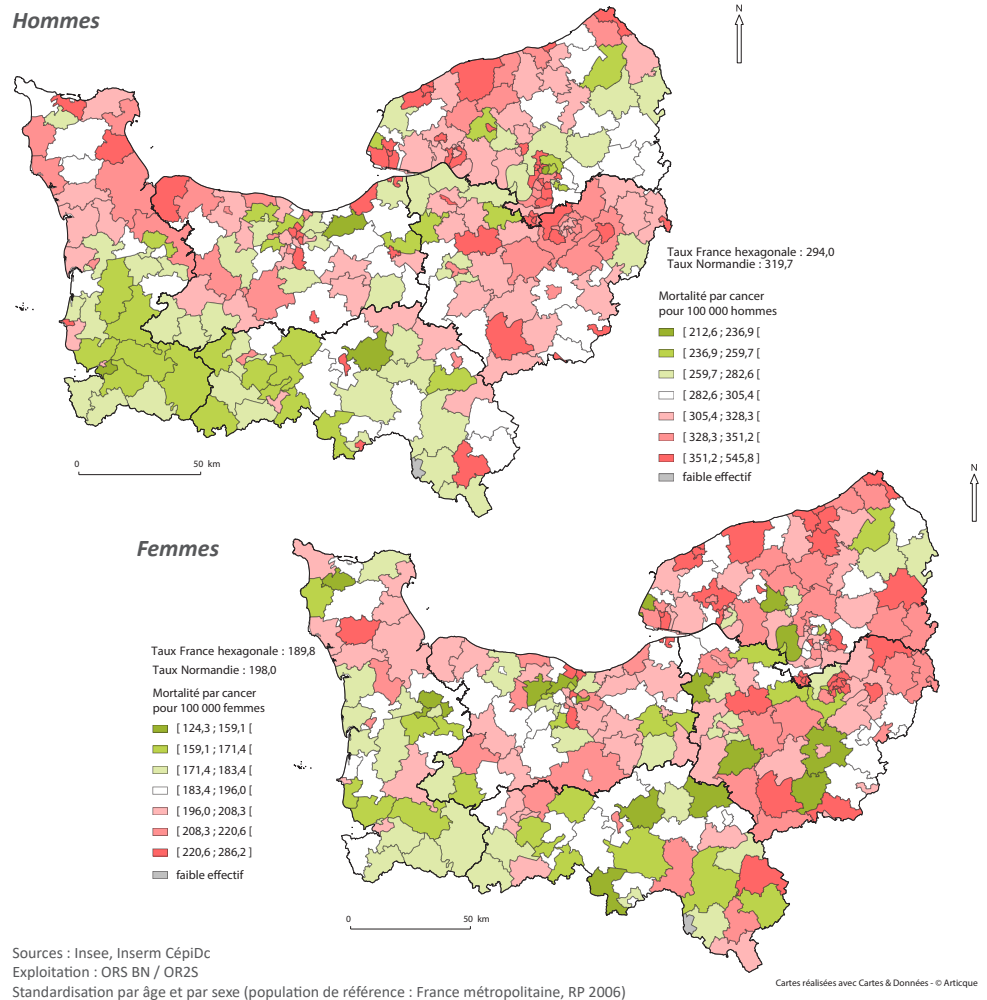 Hommes
N
Taux France hexagonale : 294,0
Taux Normandie : 319,7
Mortalité par cancer
pour 100 000 hommes
[ 212,6 ; 236,9 [
[ 236,9 ; 259,7 [
[ 259,7 ; 282,6 [
[ 282,6 ; 305,4 [
[ 305,4 ; 328,3 [
[ 328,3 ; 351,2 [
[ 351,2 ; 545,8 ]
faible effectif
0 50 km
N
Femmes
Taux France hexagonale : 189,8
Taux Normandie : 198,0
Mortalité par cancer
pour 100 000 femmes
[ 124,3 ; 159,1 [
[ 159,1 ; 171,4 [
[ 171,4 ; 183,4 [
[ 183,4 ; 196,0 [
[ 196,0 ; 208,3 [
[ 208,3 ; 220,6 [
[ 220,6 ; 286,2 ]
faible effectif
0 50 km
Sources : Insee, Inserm CépiDc
Exploitation : ORS BN / OR2S
Standardisation par âge et par sexe (population de référence : France métropolitaine, RP 2006)
Cartes réalisées avec Cartes & Données - © Articque